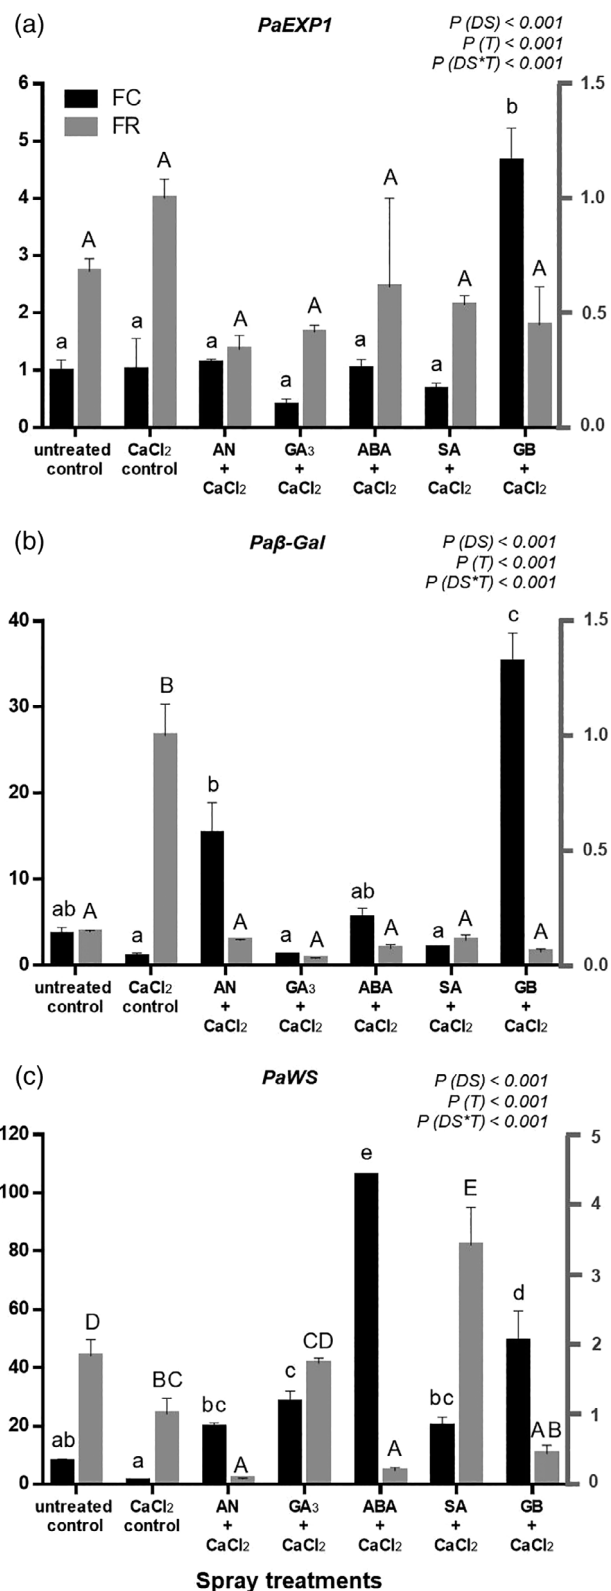 (a)
PaEXP1
P (DS) < 0.001
P (T) < 0.001
P (DS*T) < 0.001
FC
FR
6
5
4
3
2
1
0
1.5
1.0
0.5
0.0
a A a A a A a A a A a A b A
untreated CaCl2 AN GA3 ABA SA GB
control control + + + + +
CaCl2 CaCl2 CaCl2 CaCl2 CaCl2
(b)
Paβ-Gal
P (DS) < 0.001
P (T) < 0.001
P (DS*T) < 0.001
40
30
20
10
0
1.5
1.0
0.5
0.0
ab A a B b A a A ab A a A c A
untreated CaCl2 AN GA3 ABA SA GB
control control + + + + +
CaCl2 CaCl2 CaCl2 CaCl2 CaCl2
(c)
PaWS
P (DS) < 0.001
P (T) < 0.001
P (DS*T) < 0.001
120
100
80
60
40
20
0
5
4
3
2
1
0
ab D a BC bc A c CD e A bc E d AB
untreated CaCl2 AN GA3 ABA SA GB
control control + + + + +
CaCl2 CaCl2 CaCl2 CaCl2 CaCl2
Spray treatments